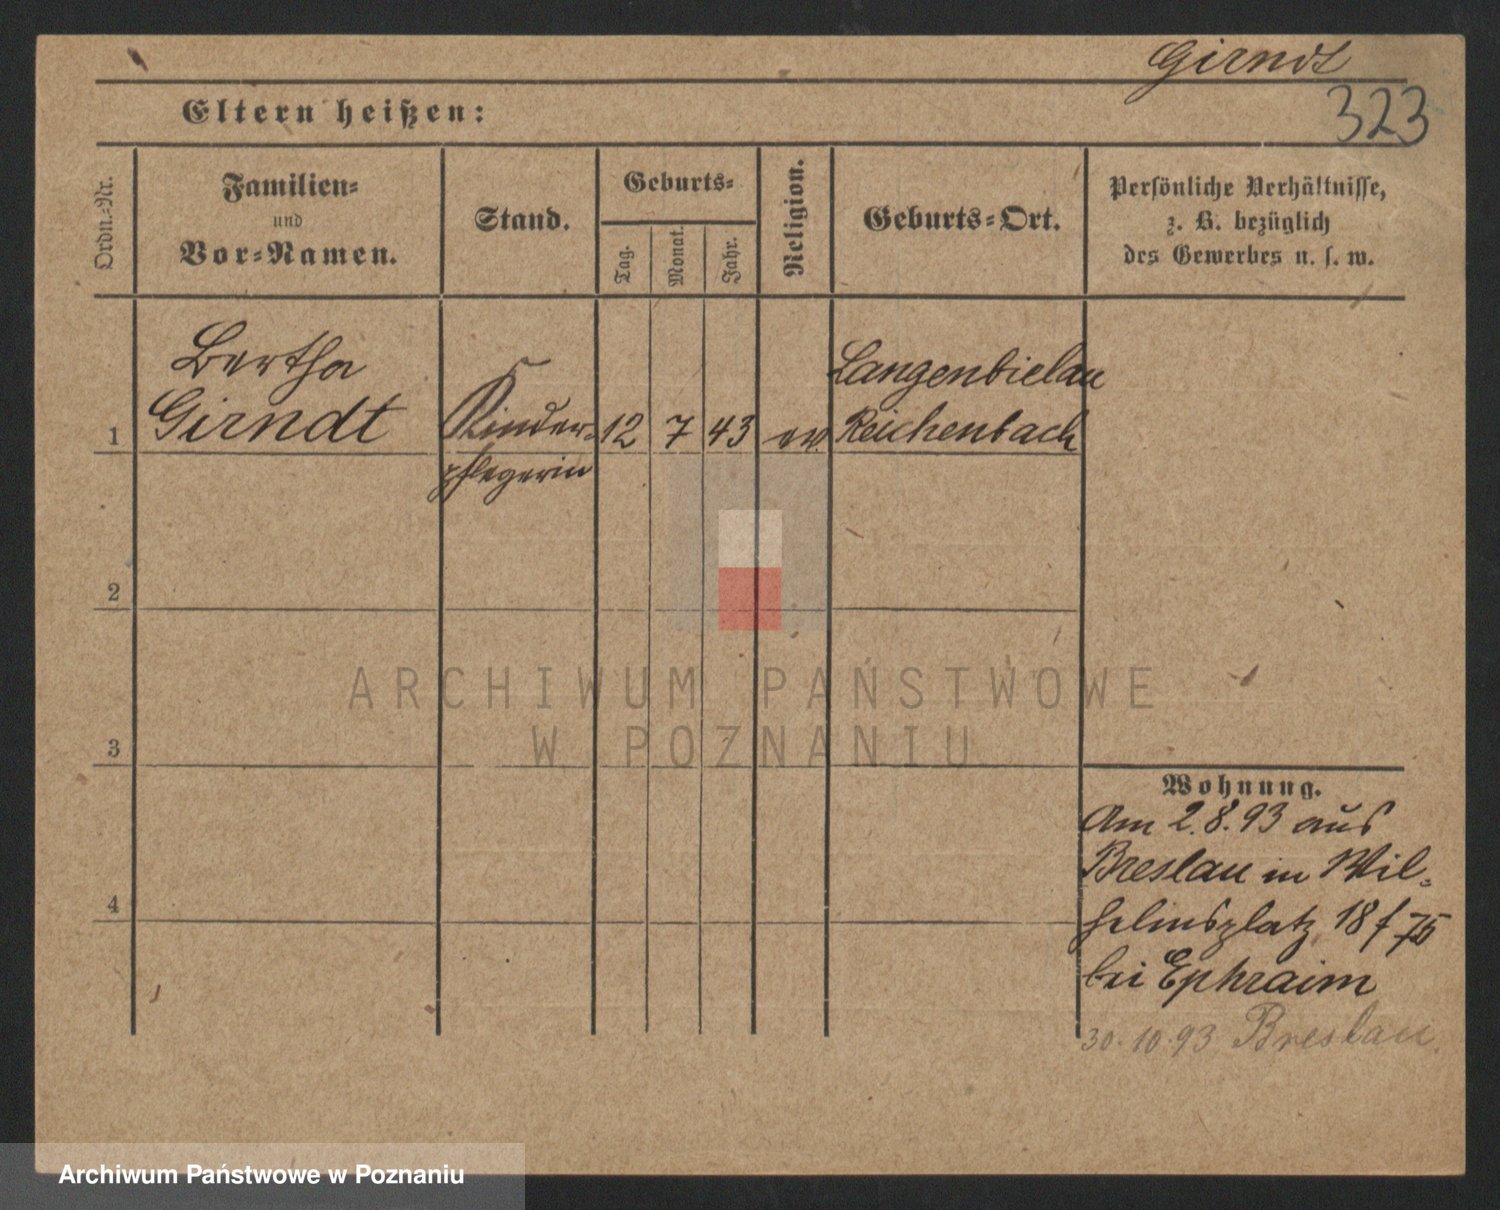 Girndt
323
Eltern heißen:
Ordn.-Nr.
Familien-
und
Vor-Namen.
Stand.
Geburts-
Tag.
Monat.
Jahr.
Religion.
Geburts-Ort.
Persönliche Verhältnisse,
z. B. bezüglich
des Gewerbes u. s. w.
1
Bertha
Girndt
Kinder-
pflegerin
12
7
43
ev.
Langenbielau
Reichenbach
2
3
4
Wohnung.
Am 2.8.93 aus
Breslau in Wil-
helmsplatz 18 f 75
bei Ephraim
30.10.93 Breslau.
ARCHIWUM PAŃSTWOWE
W POZNANIU
Archiwum Państwowe w Poznaniu